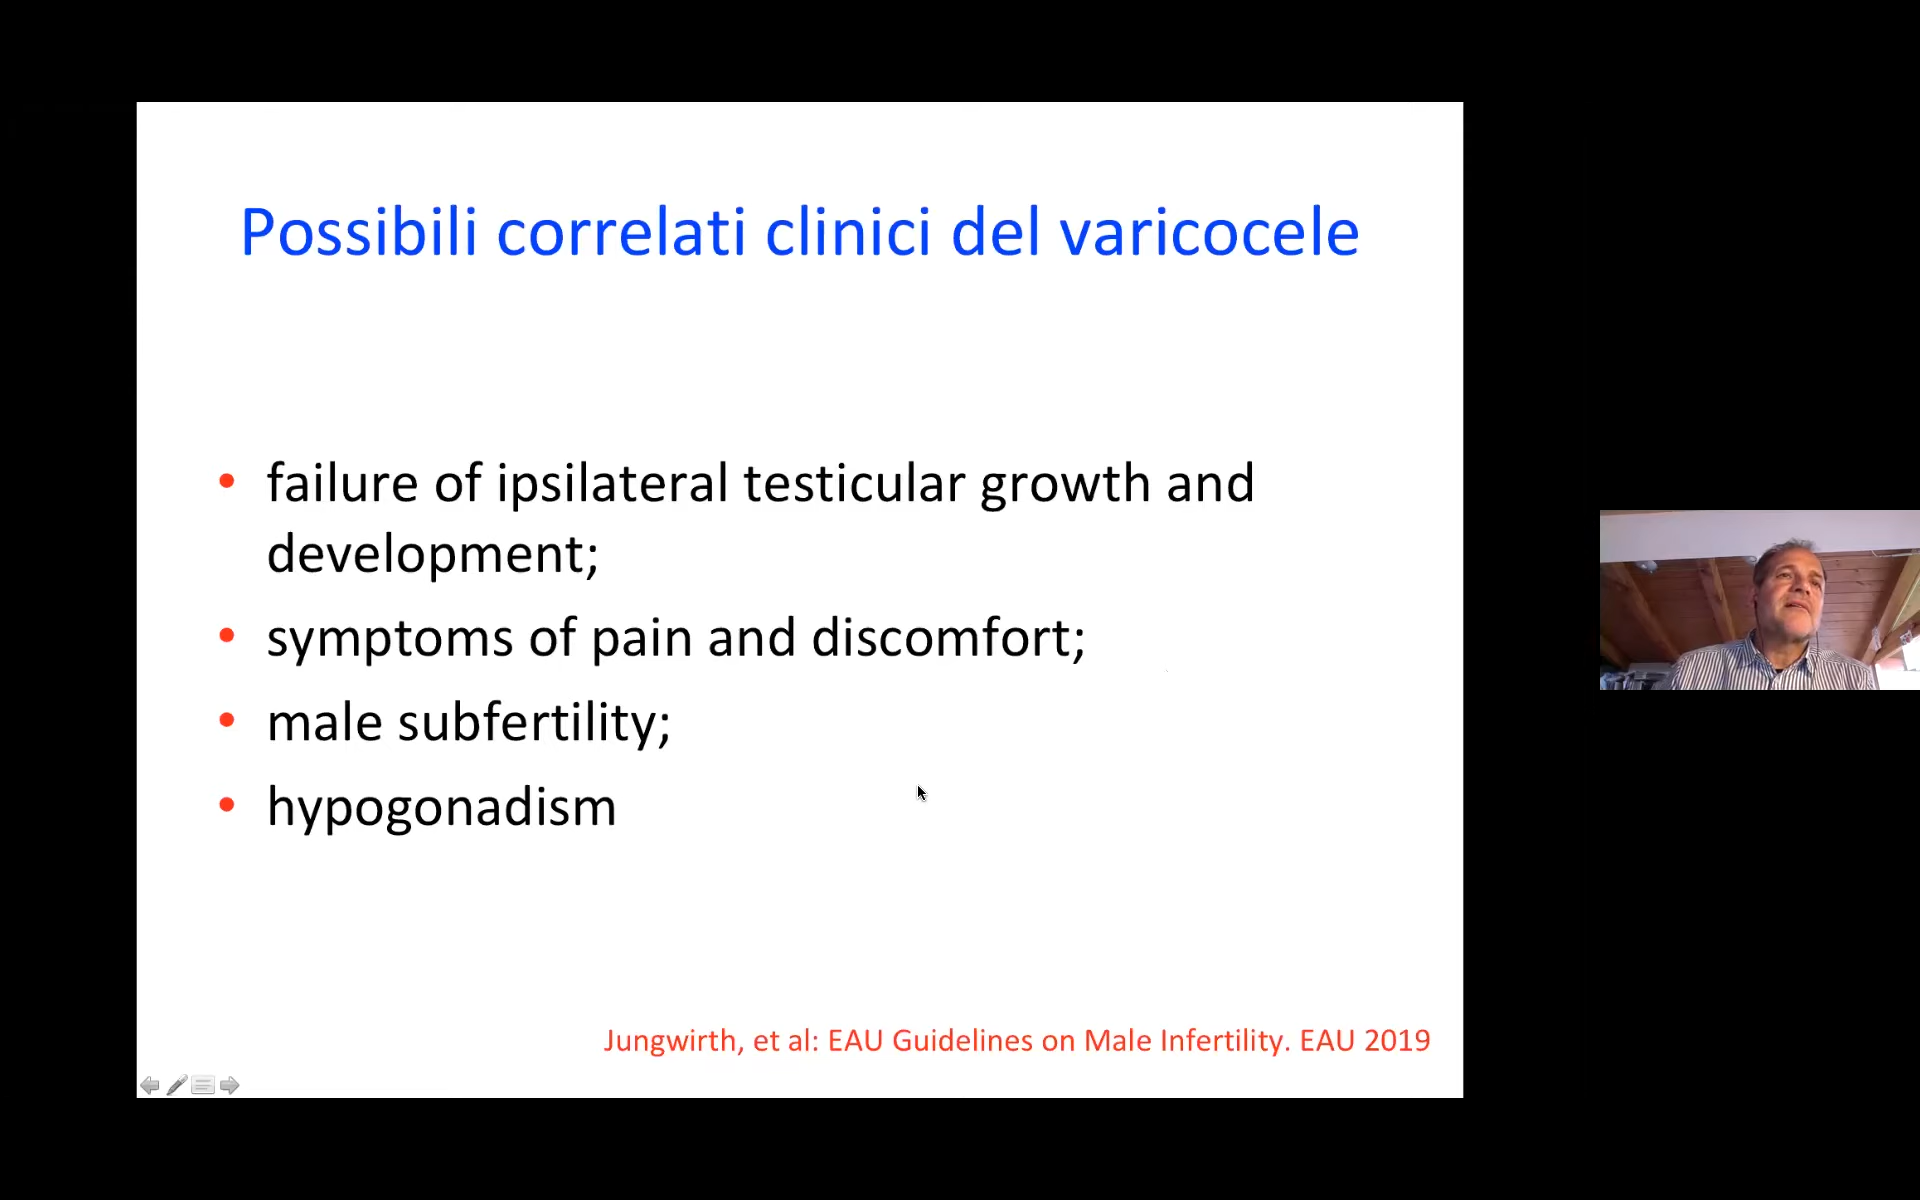 Possibili correlati clinici del varicocele
• failure of ipsilateral testicular growth and
development;
• symptoms of pain and discomfort;
• male subfertility;
• hypogonadism
Jungwirth, et al: EAU Guidelines on Male Infertility. EAU 2019